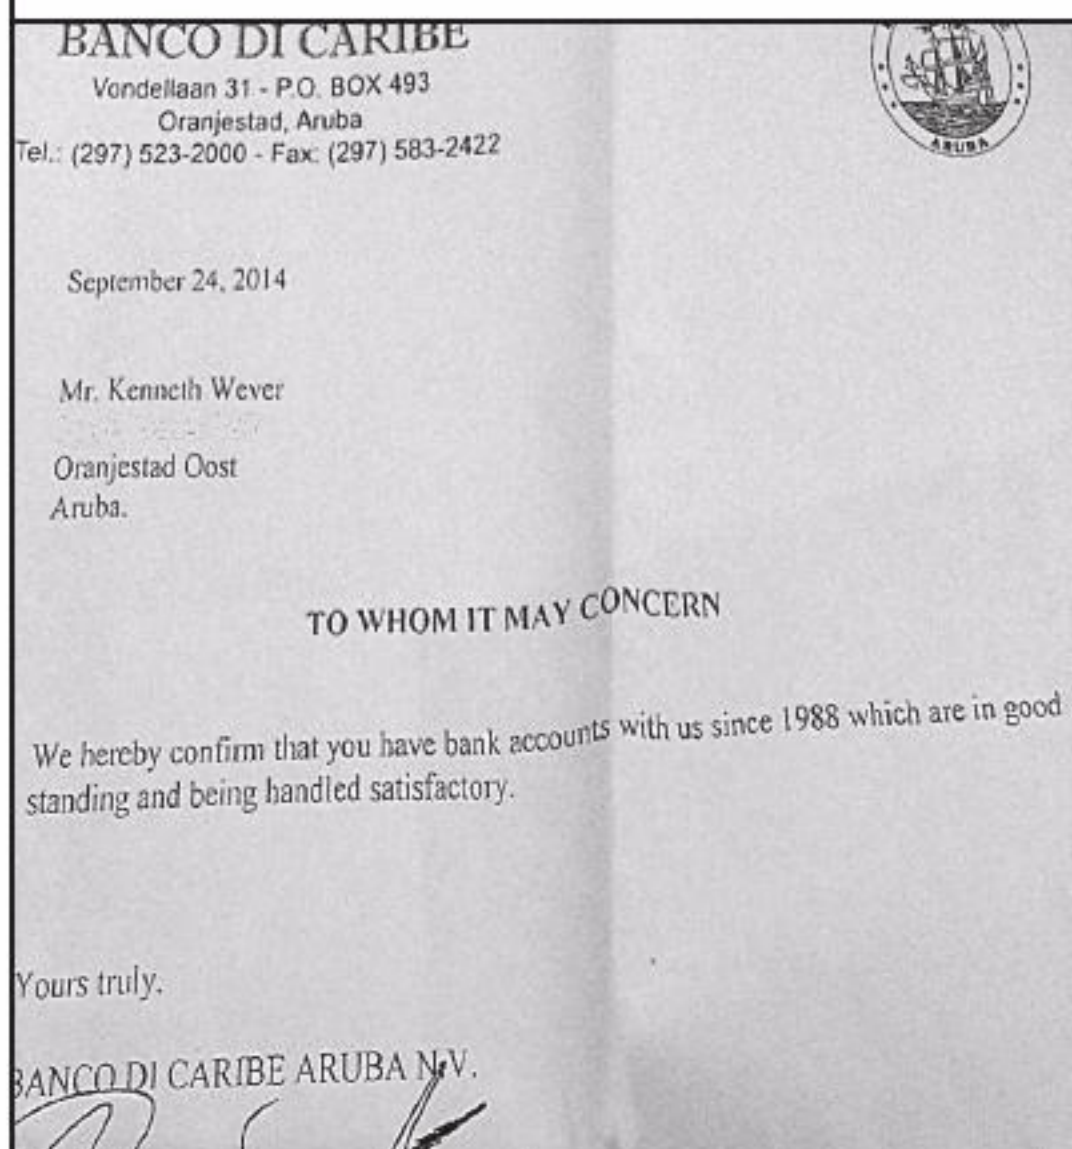 BANCO DI CARIBE
Vondellaan 31 - P.O. BOX 493
Oranjestad, Aruba
Tel.: (297) 523-2000 - Fax: (297) 583-2422
ARUBA
September 24, 2014
Mr. Kenneth Wever
Oranjestad Oost
Aruba.
TO WHOM IT MAY CONCERN
We hereby confirm that you have bank accounts with us since 1988 which are in good
standing and being handled satisfactory.
Yours truly.
BANCO DI CARIBE ARUBA N.V.